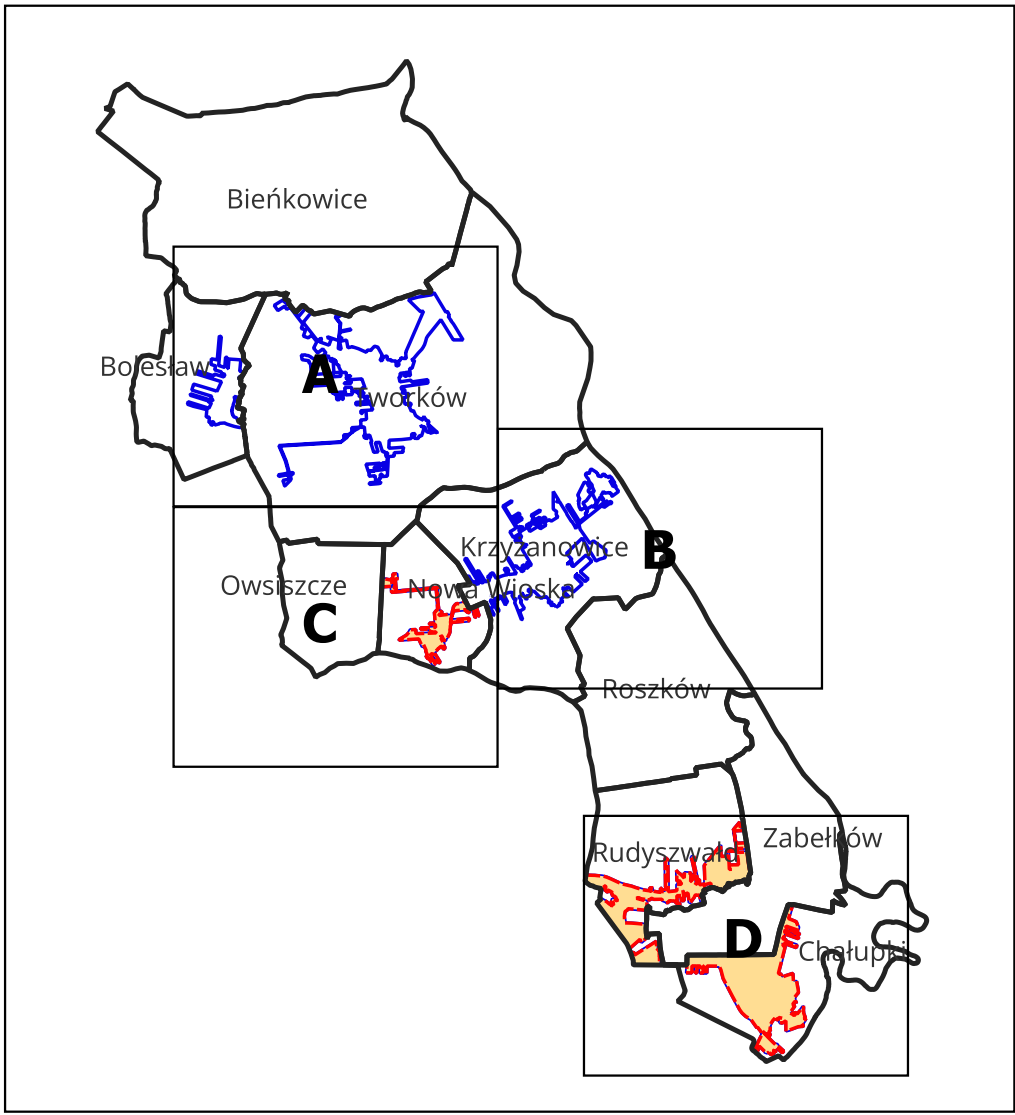 Bieńkowice
Bolesław
A
Tworków
Krzyżanowice
B
Owsiszcze
Nowa Wioska
C
Roszków
Zabełków
Rudyszwałd
D
Chałupki